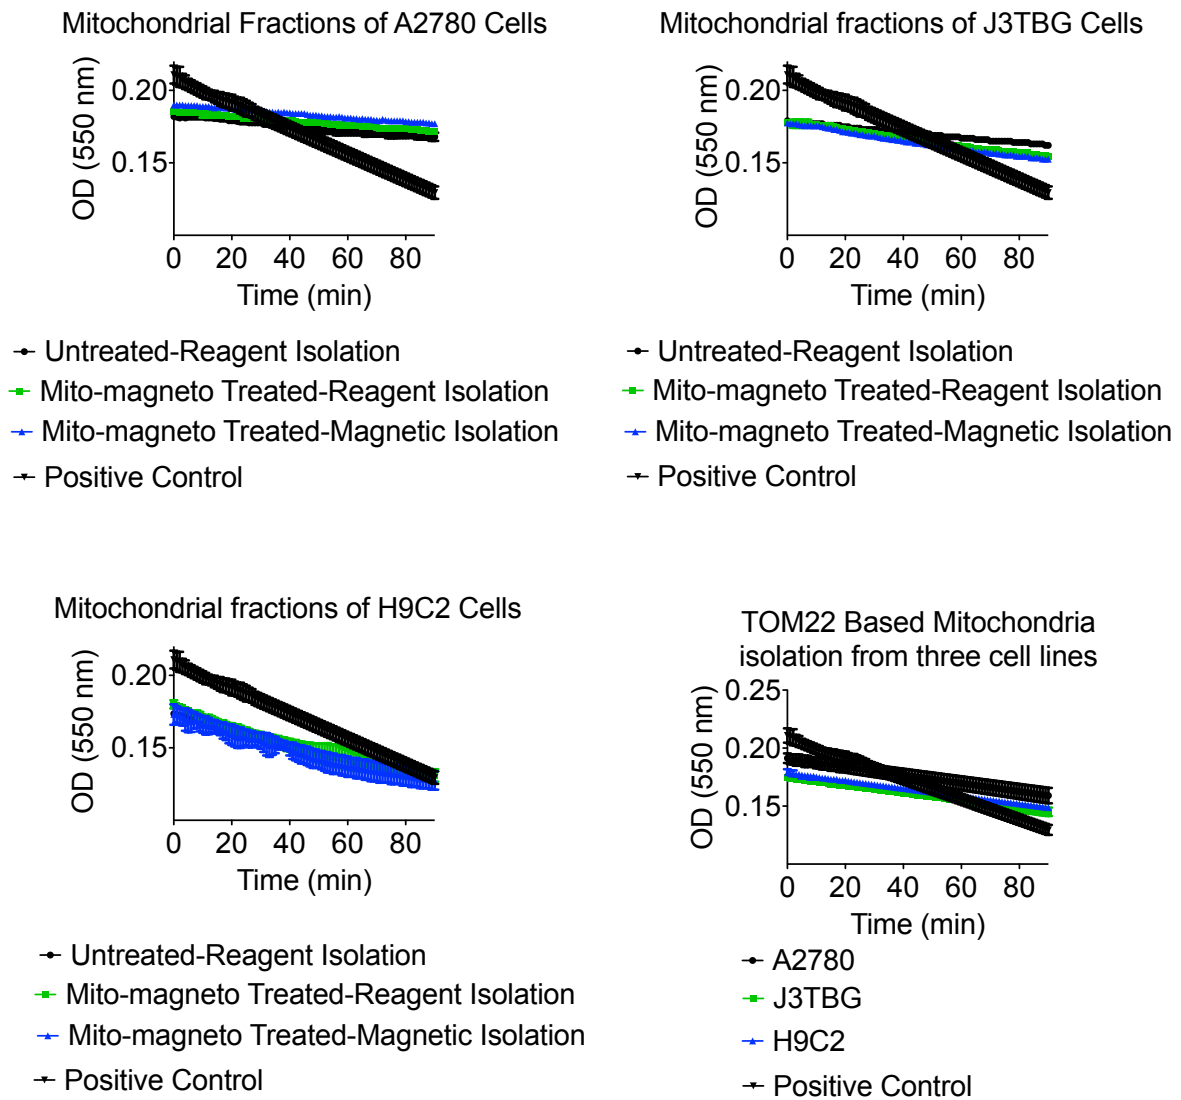 Mitochondrial Fractions of A2780 Cells
OD (550 nm)
0.20
0.15
0 20 40 60 80
Time (min)
Untreated-Reagent Isolation
Mito-magneto Treated-Reagent Isolation
Mito-magneto Treated-Magnetic Isolation
Positive Control
Mitochondrial fractions of J3TBG Cells
OD (550 nm)
0.20
0.15
0 20 40 60 80
Time (min)
Untreated-Reagent Isolation
Mito-magneto Treated-Reagent Isolation
Mito-magneto Treated-Magnetic Isolation
Positive Control
Mitochondrial fractions of H9C2 Cells
OD (550 nm)
0.20
0.15
0 20 40 60 80
Time (min)
Untreated-Reagent Isolation
Mito-magneto Treated-Reagent Isolation
Mito-magneto Treated-Magnetic Isolation
Positive Control
TOM22 Based Mitochondria
isolation from three cell lines
OD (550 nm)
0.25
0.20
0.15
0 20 40 60 80
Time (min)
A2780
J3TBG
H9C2
Positive Control